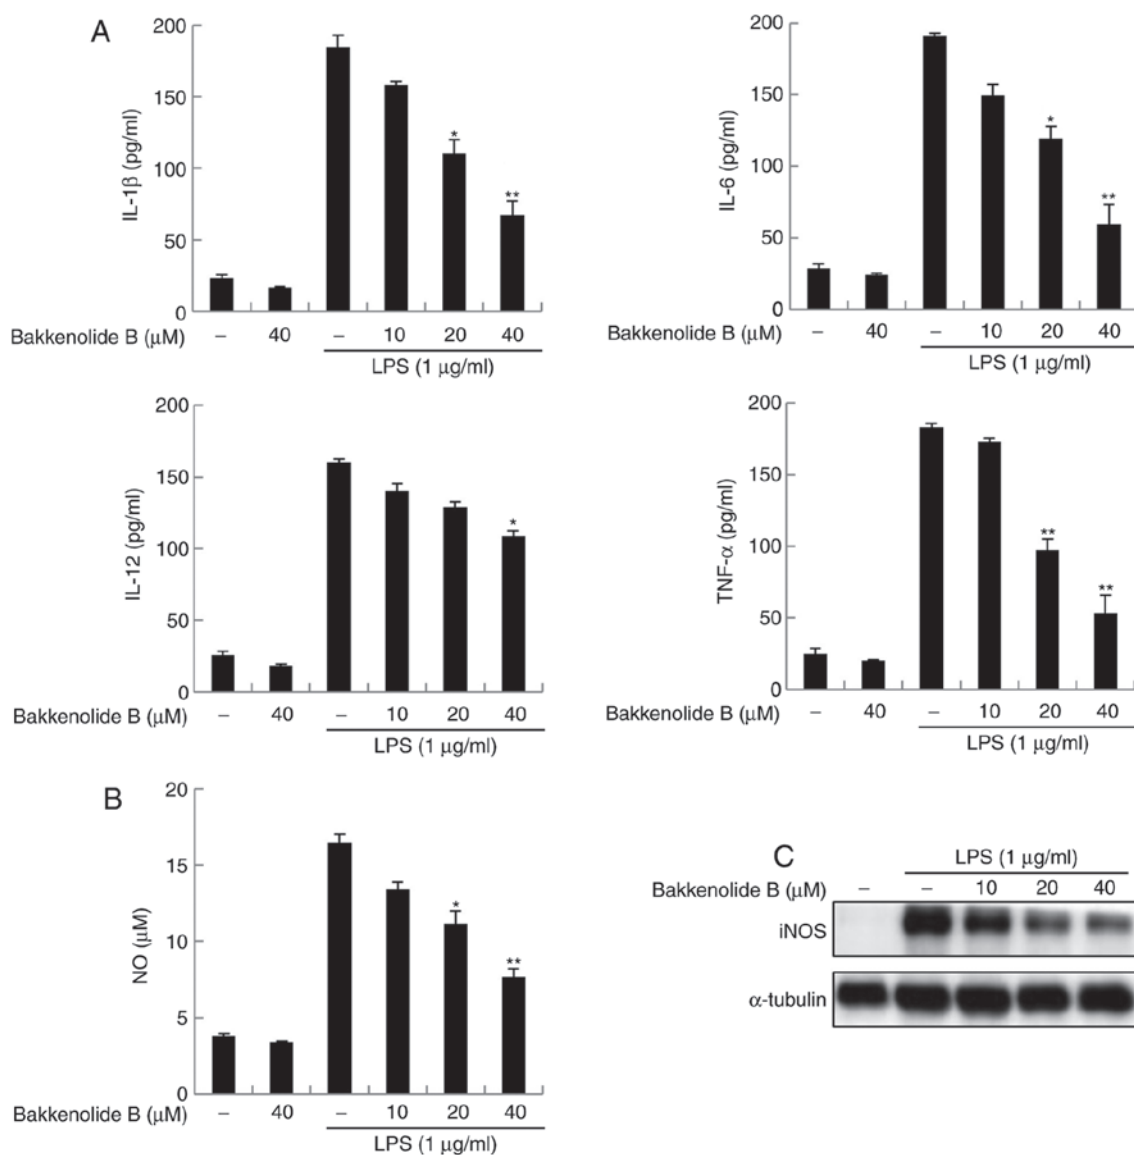 A
IL-1β (pg/ml)
200
150
100
50
0
*
**
Bakkenolide B (μM) – 40 – 10 20 40
LPS (1 μg/ml)
IL-6 (pg/ml)
200
150
100
50
0
*
**
Bakkenolide B (μM) – 40 – 10 20 40
LPS (1 μg/ml)
IL-12 (pg/ml)
200
150
100
50
0
*
Bakkenolide B (μM) – 40 – 10 20 40
LPS (1 μg/ml)
TNF-α (pg/ml)
200
150
100
50
0
**
**
Bakkenolide B (μM) – 40 – 10 20 40
LPS (1 μg/ml)
B
NO (μM)
20
15
10
5
0
*
**
Bakkenolide B (μM) – 40 – 10 20 40
LPS (1 μg/ml)
C
LPS (1 μg/ml)
Bakkenolide B (μM) – – 10 20 40
iNOS
α-tubulin